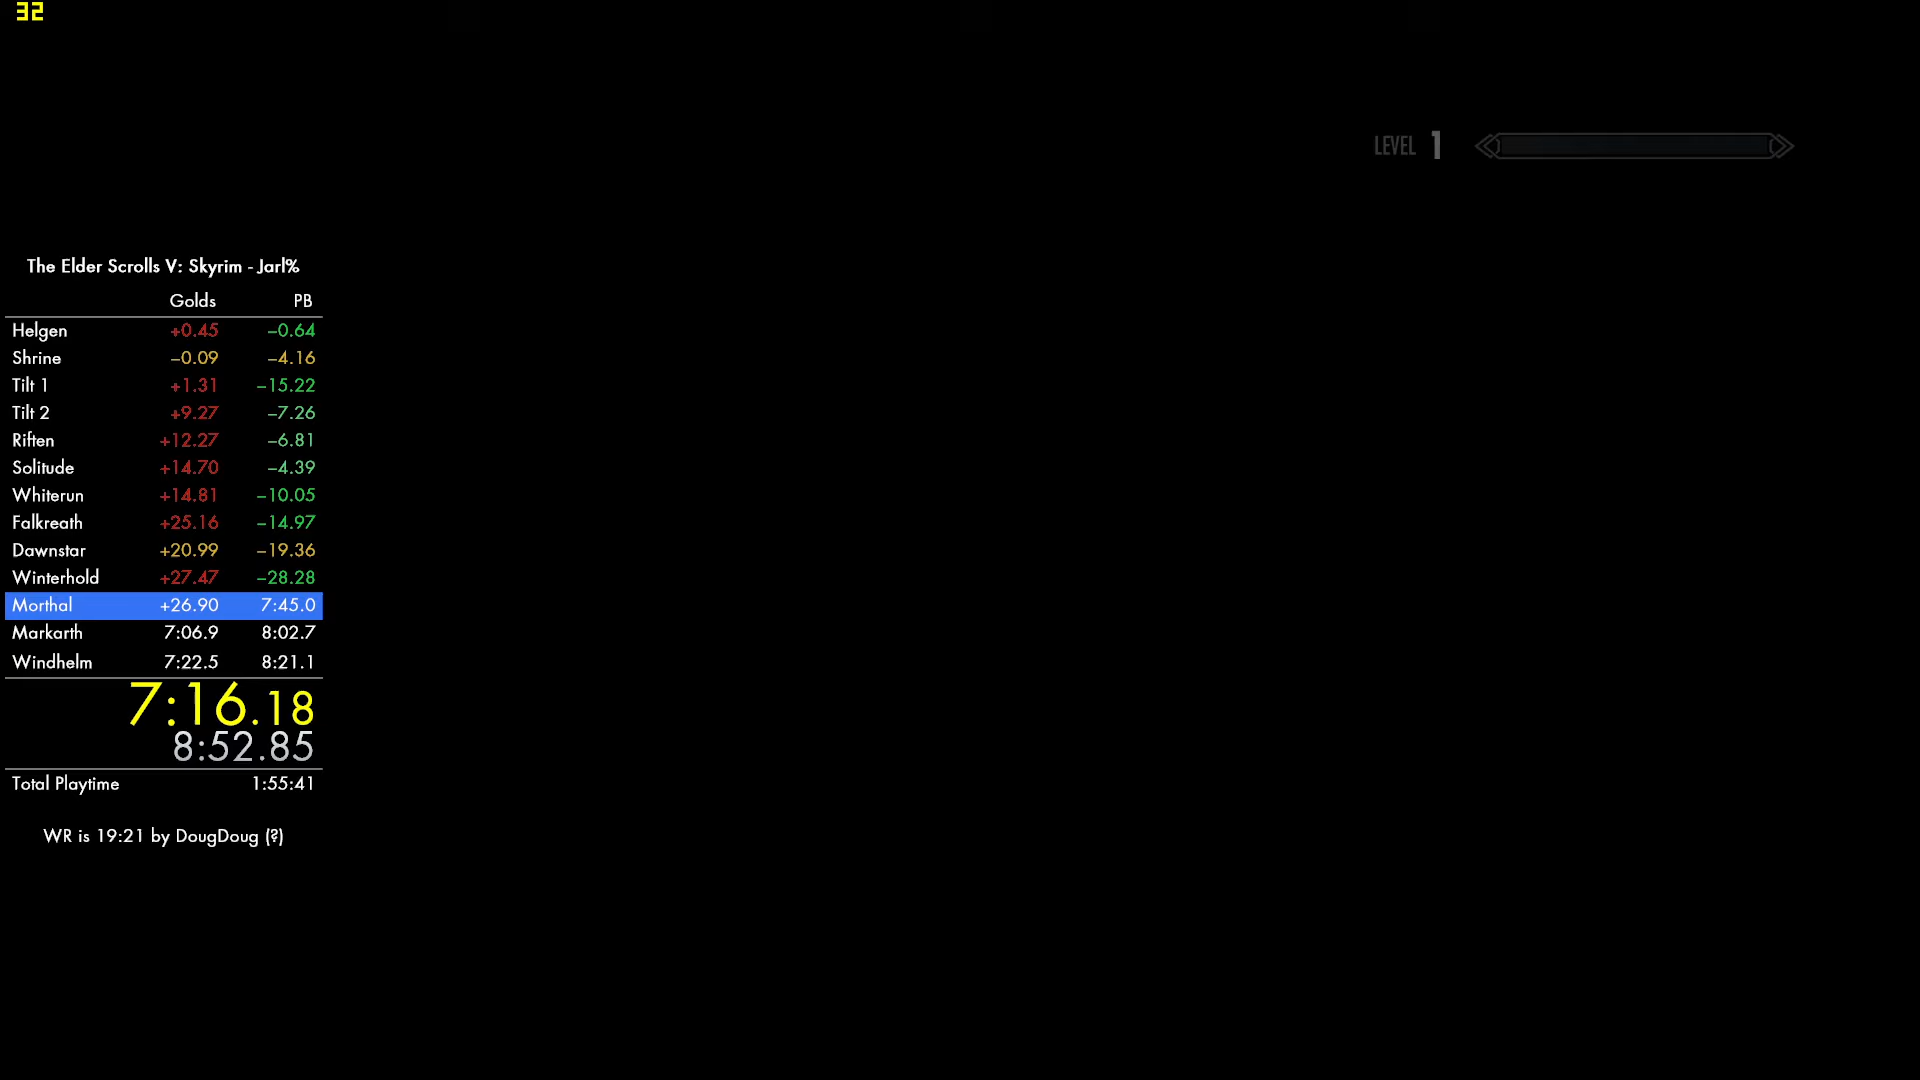 32
LEVEL 1
The Elder Scrolls V: Skyrim - Jarl%
Golds PB
Helgen +0.45 −0.64
Shrine −0.09 −4.16
Tilt 1 +1.31 −15.22
Tilt 2 +9.27 −7.26
Riften +12.27 −6.81
Solitude +14.70 −4.39
Whiterun +14.81 −10.05
Falkreath +25.16 −14.97
Dawnstar +20.99 −19.36
Winterhold +27.47 −28.28
Morthal +26.90 7:45.0
Markarth 7:06.9 8:02.7
Windhelm 7:22.5 8:21.1
7:16.18
8:52.85
Total Playtime 1:55:41
WR is 19:21 by DougDoug (?)